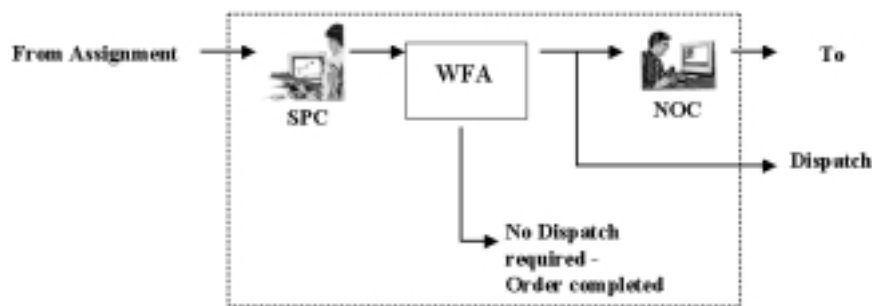 From Assignment
SPC
WFA
NOC
To
Dispatch
No Dispatch
required -
Order completed